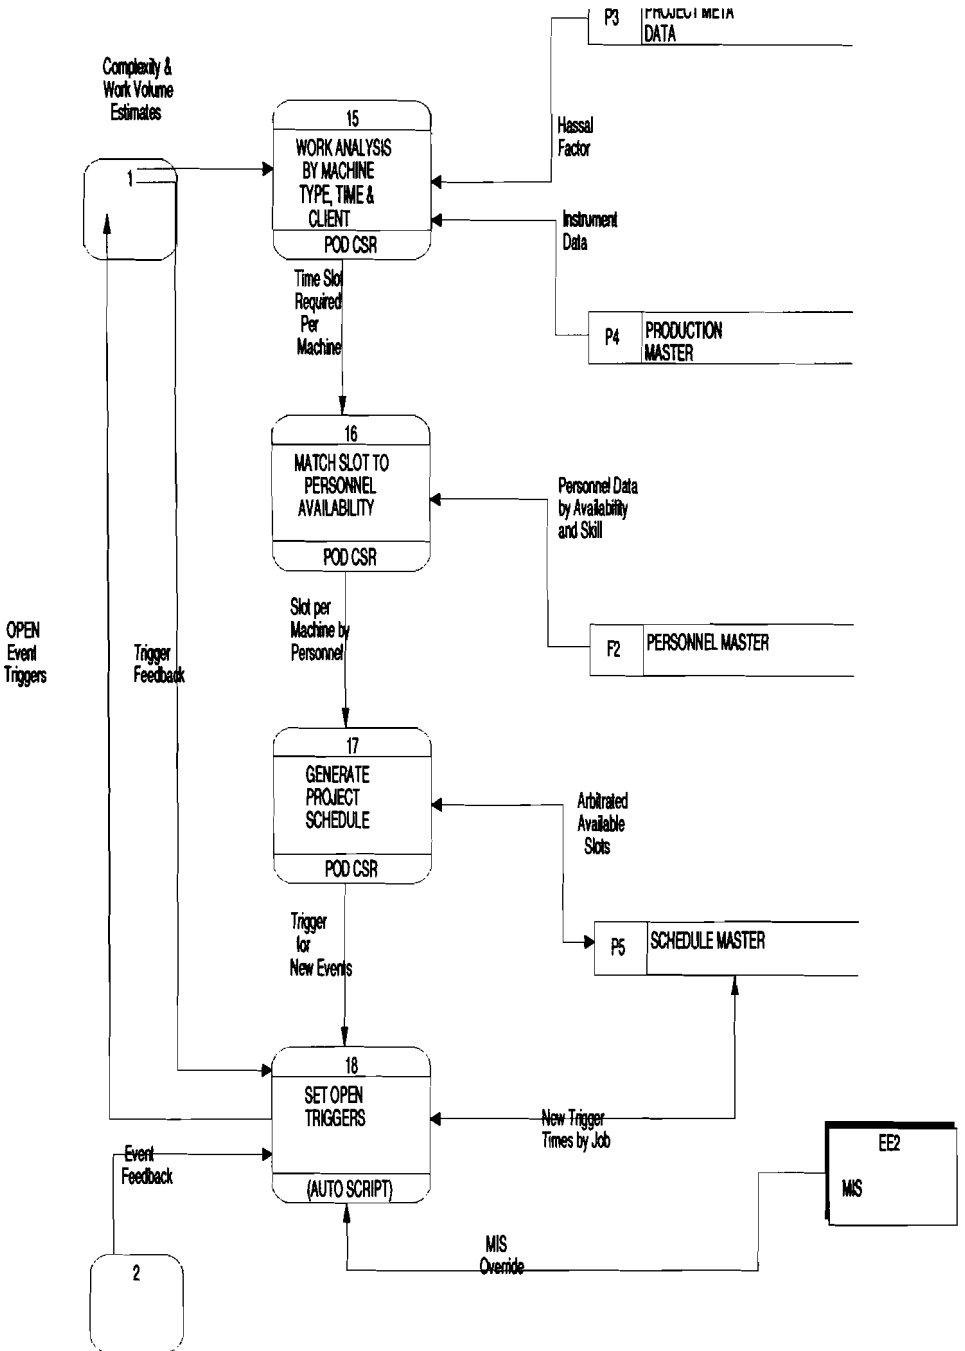 P3
PROJECT META
DATA
Complexity &
Work Volume
Estimates
15
WORK ANALYSIS
BY MACHINE
TYPE, TIME &
CLIENT
POD CSR
Hassal
Factor
1
Instrument
Data
Time Slot
Required
Per
Machine
P4
PRODUCTION
MASTER
16
MATCH SLOT TO
PERSONNEL
AVAILABILITY
POD CSR
Personnel Data
by Availability
and Skill
Slot per
Machine by
Personnel
F2
PERSONNEL MASTER
OPEN
Event
Triggers
Trigger
Feedback
17
GENERATE
PROJECT
SCHEDULE
POD CSR
Arbitrated
Available
Slots
Trigger
for
New Events
P5
SCHEDULE MASTER
18
SET OPEN
TRIGGERS
(AUTO SCRIPT)
New Trigger
Times by Job
Event
Feedback
EE2
MIS
MIS
Override
2